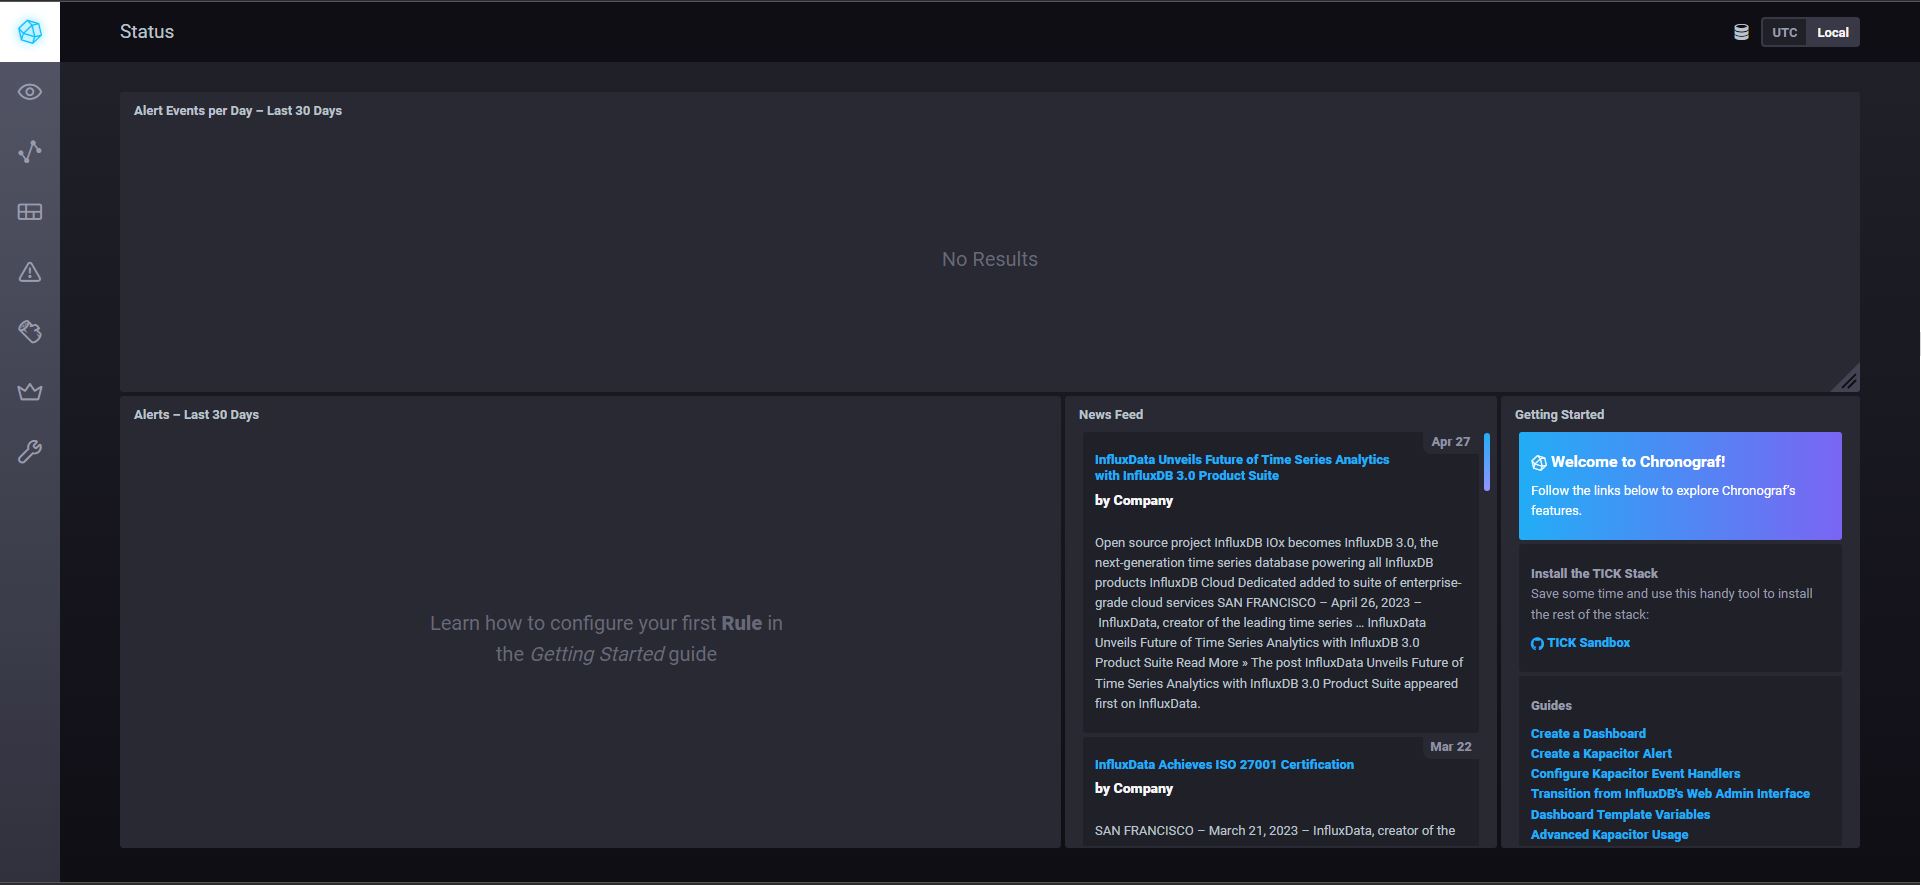 Status
UTC Local
Alert Events per Day – Last 30 Days
No Results
Alerts – Last 30 Days
Learn how to configure your first Rule in
the Getting Started guide
News Feed
Apr 27
InfluxData Unveils Future of Time Series Analytics
with InfluxDB 3.0 Product Suite
by Company
Open source project InfluxDB IOx becomes InfluxDB 3.0, the
next-generation time series database powering all InfluxDB
products InfluxDB Cloud Dedicated added to suite of enterprise-
grade cloud services SAN FRANCISCO – April 26, 2023 –
InfluxData, creator of the leading time series ... InfluxData
Unveils Future of Time Series Analytics with InfluxDB 3.0
Product Suite Read More » The post InfluxData Unveils Future of
Time Series Analytics with InfluxDB 3.0 Product Suite appeared
first on InfluxData.
Mar 22
InfluxData Achieves ISO 27001 Certification
by Company
SAN FRANCISCO – March 21, 2023 – InfluxData, creator of the
Getting Started
Welcome to Chronograf!
Follow the links below to explore Chronograf's
features.
Install the TICK Stack
Save some time and use this handy tool to install
the rest of the stack:
TICK Sandbox
Guides
Create a Dashboard
Create a Kapacitor Alert
Configure Kapacitor Event Handlers
Transition from InfluxDB's Web Admin Interface
Dashboard Template Variables
Advanced Kapacitor Usage